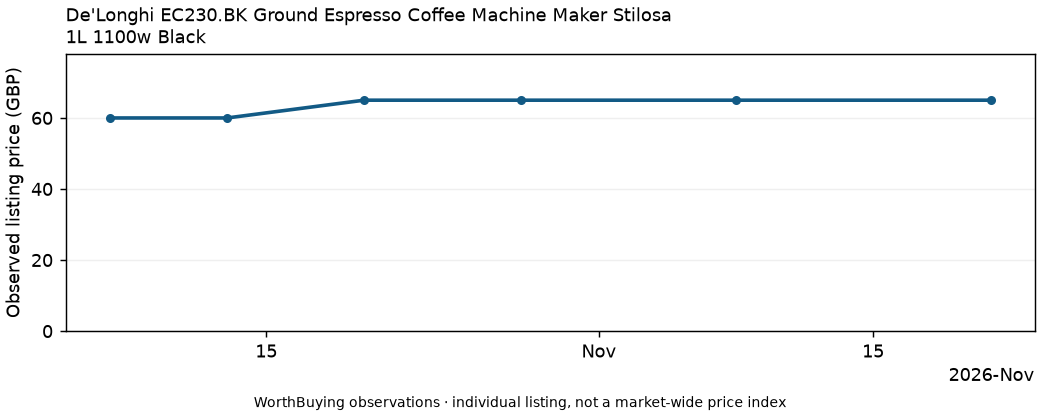 De'Longhi EC230.BK Ground Espresso Coffee Machine Maker Stilosa
1L 1100w Black
Observed listing price (GBP)
60
40
20
0
15
Nov
15
2026-Nov
WorthBuying observations · individual listing, not a market-wide price index